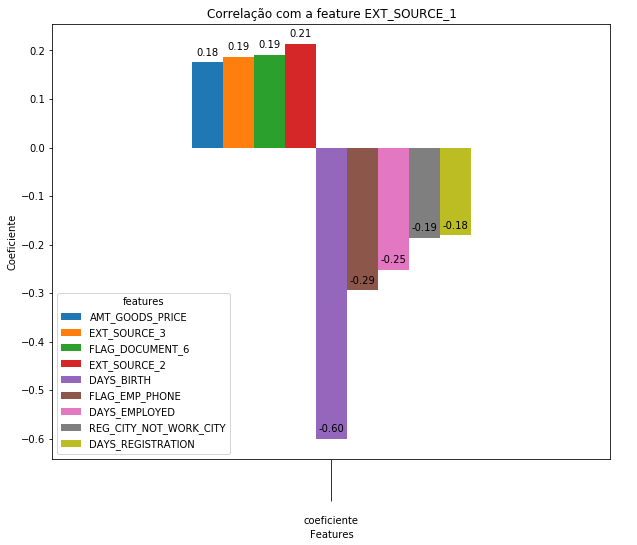 Correlação com a feature EXT_SOURCE_1
0.21
0.19
0.19
0.18
0.2
0.1
0.0
−0.1
−0.2
−0.3
−0.4
−0.5
−0.6
Coeficiente
-0.18
-0.19
-0.25
-0.29
-0.60
features
AMT_GOODS_PRICE
EXT_SOURCE_3
FLAG_DOCUMENT_6
EXT_SOURCE_2
DAYS_BIRTH
FLAG_EMP_PHONE
DAYS_EMPLOYED
REG_CITY_NOT_WORK_CITY
DAYS_REGISTRATION
coeficiente
Features